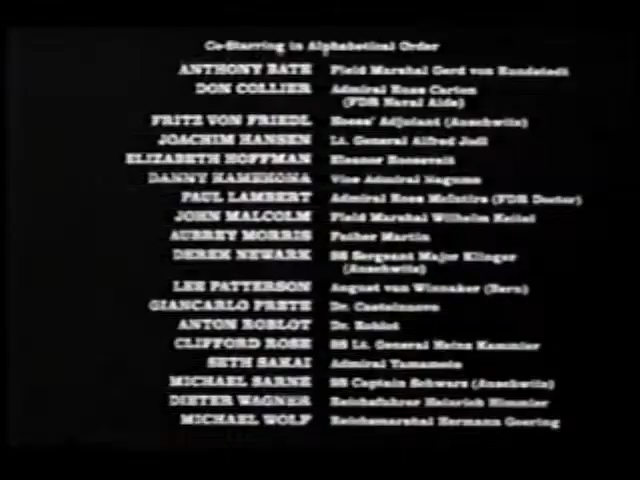 Co-Starring in Alphabetical Order
ANTHONY BATE Field Marshal Gerd von Rundstedt
DON COLLIER Admiral Ross Carton
(FDR Naval Aide)
FRITZ VON FRIEDL Hoess' Adjutant (Auschwitz)
JOACHIM HANSEN Lt. General Alfred Jodl
ELIZABETH HOFFMAN Eleanor Roosevelt
DANNY KAMEKONA Vice Admiral Nagumo
PAUL LAMBERT Admiral Ross McIntire (FDR Doctor)
JOHN MALCOLM Field Marshal Wilhelm Keitel
AUBREY MORRIS Father Martin
DEREK NEWARK SS Sergeant Major Klinger
(Auschwitz)
LEE PATTERSON August van Winnaker (Bern)
GIANCARLO PRETE Dr. Castelnuovo
ANTON ROBLOT Dr. Roblot
CLIFFORD ROSE SS Lt. General Heinz Kammler
SETH SAKAI Admiral Yamamoto
MICHAEL SARNE SS Captain Schwarz (Auschwitz)
DIETER WAGNER Reichsfuhrer Heinrich Himmler
MICHAEL WOLF Reichsmarshal Hermann Goering